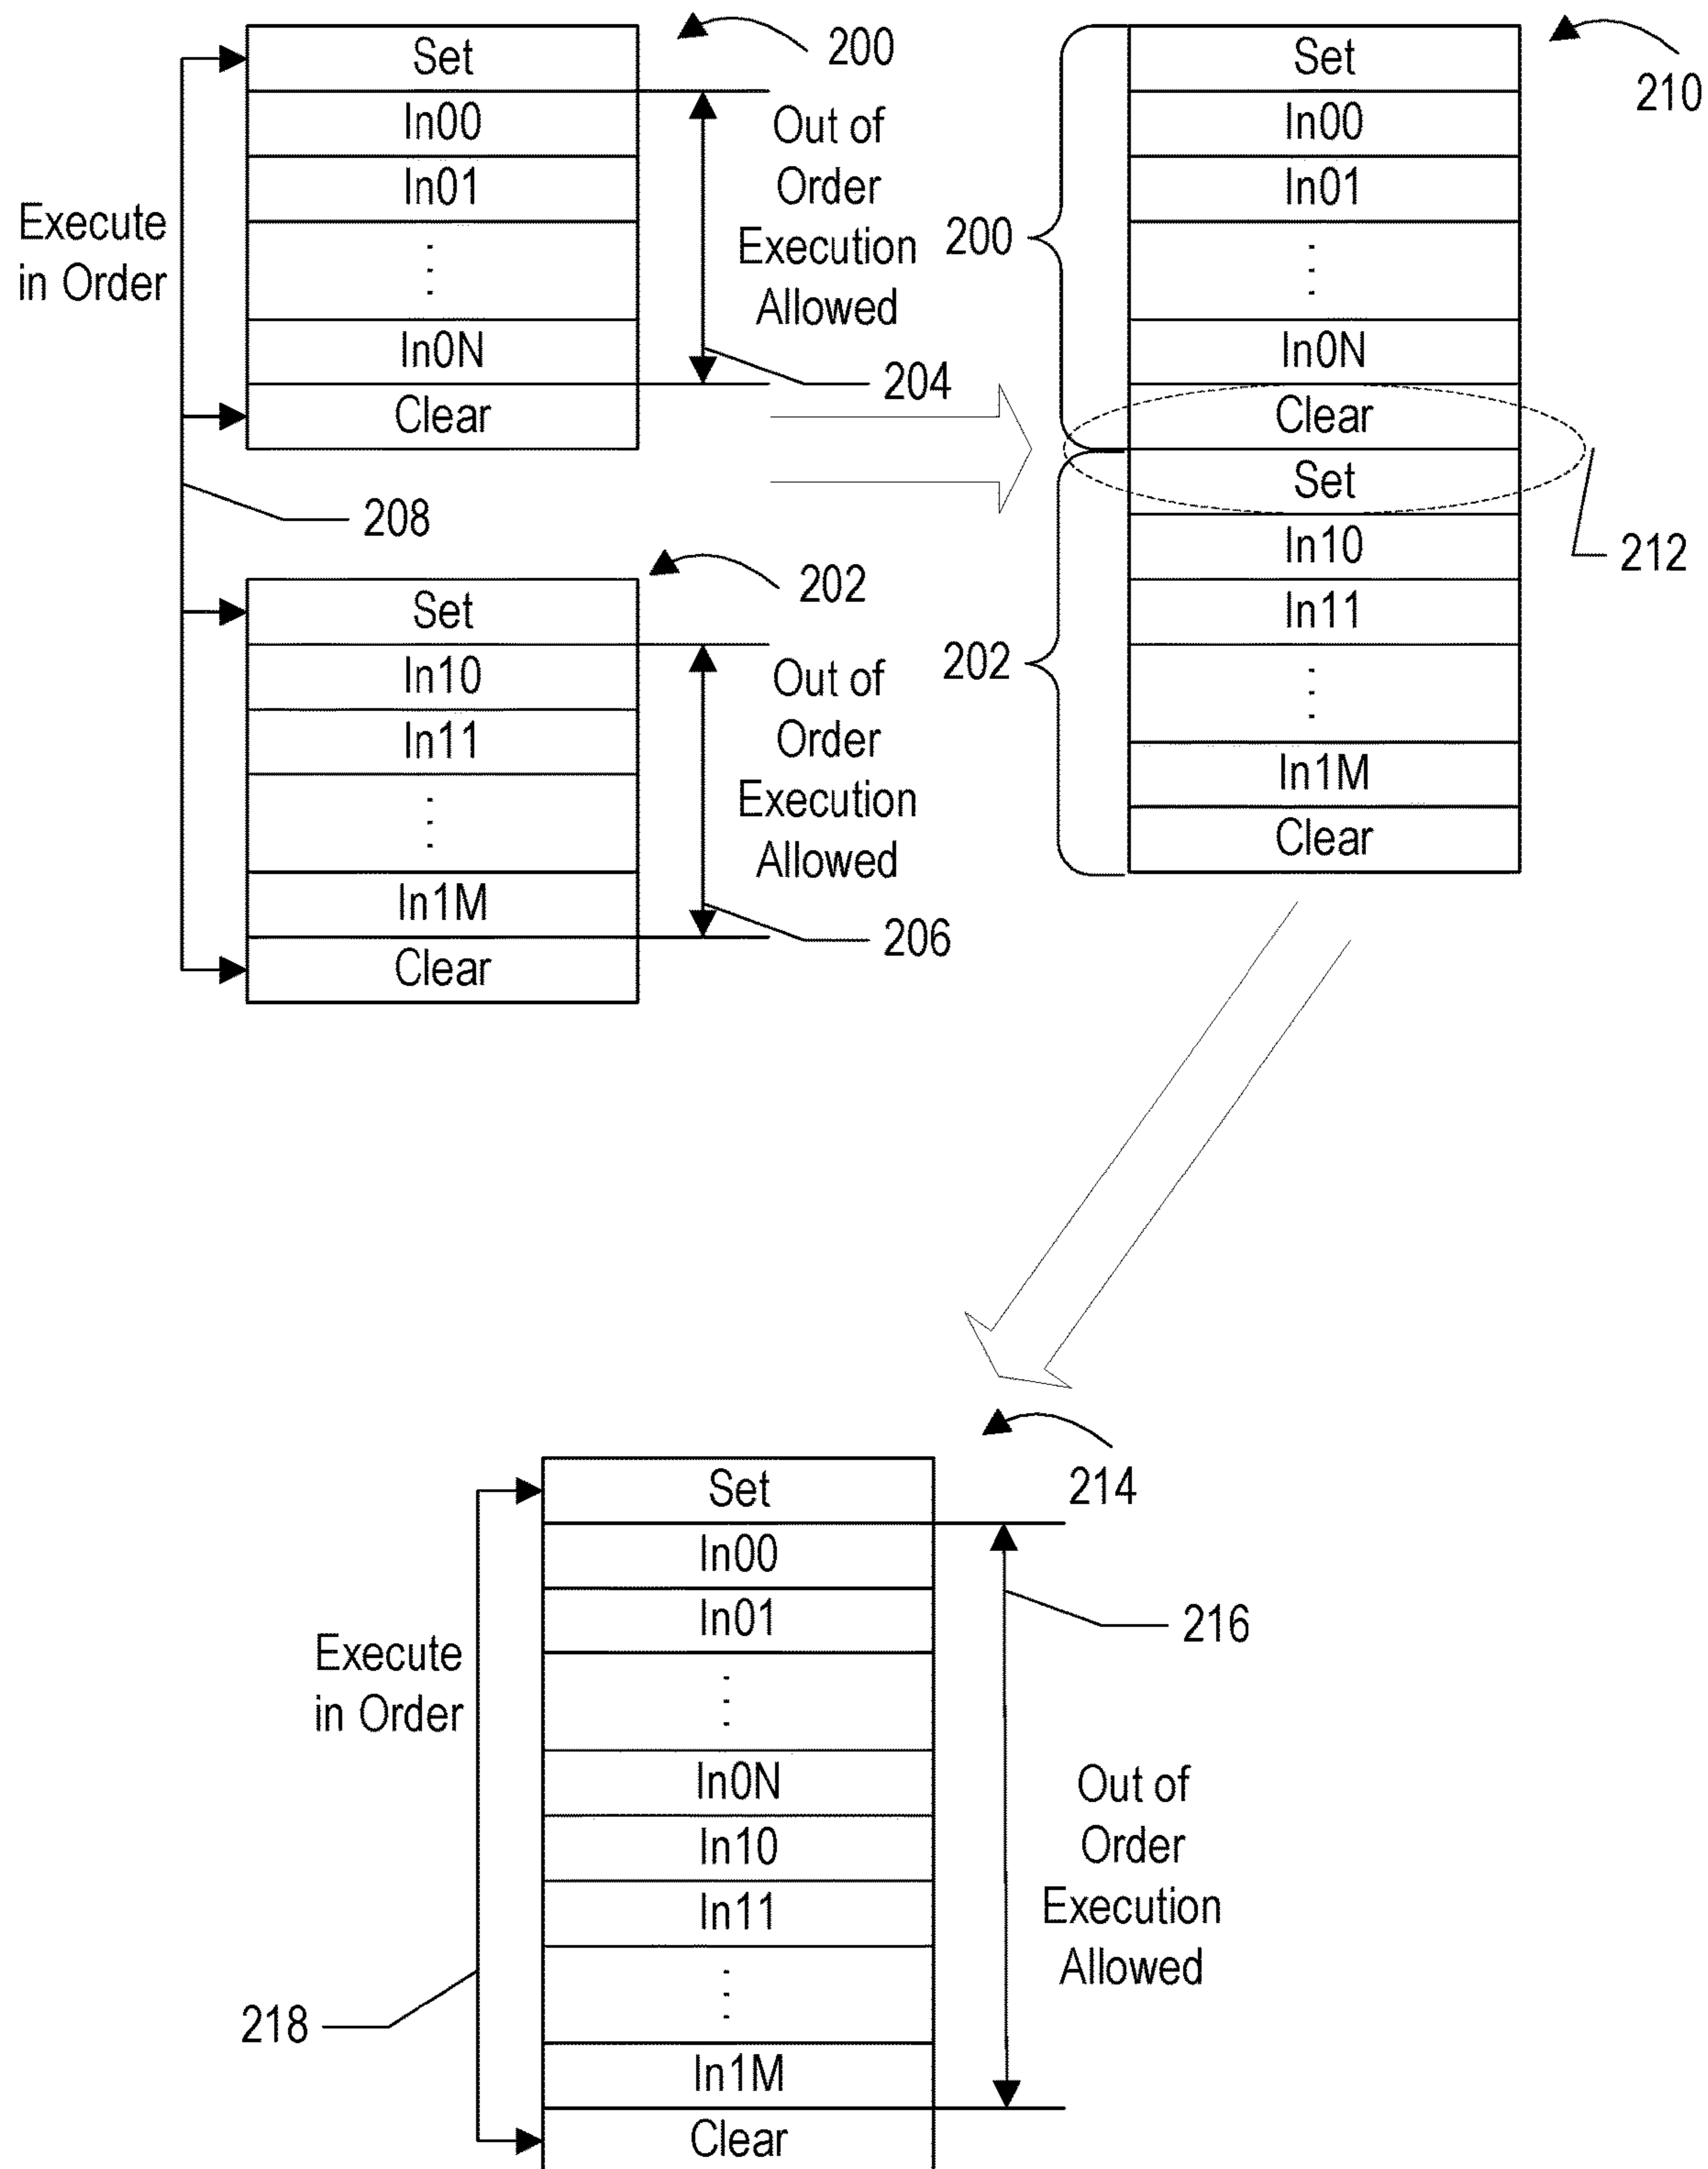 Set
In00
In01
In0N
Clear
200
Out of
Order
Execution
Allowed
204
Execute
in Order
208
Set
In10
In11
In1M
Clear
202
Out of
Order
Execution
Allowed
206
210
200
Set
In00
In01
In0N
Clear
Set
In10
In11
In1M
Clear
212
202
214
Set
In00
In01
In0N
In10
In11
In1M
Clear
216
Execute
in Order
Out of
Order
Execution
Allowed
218